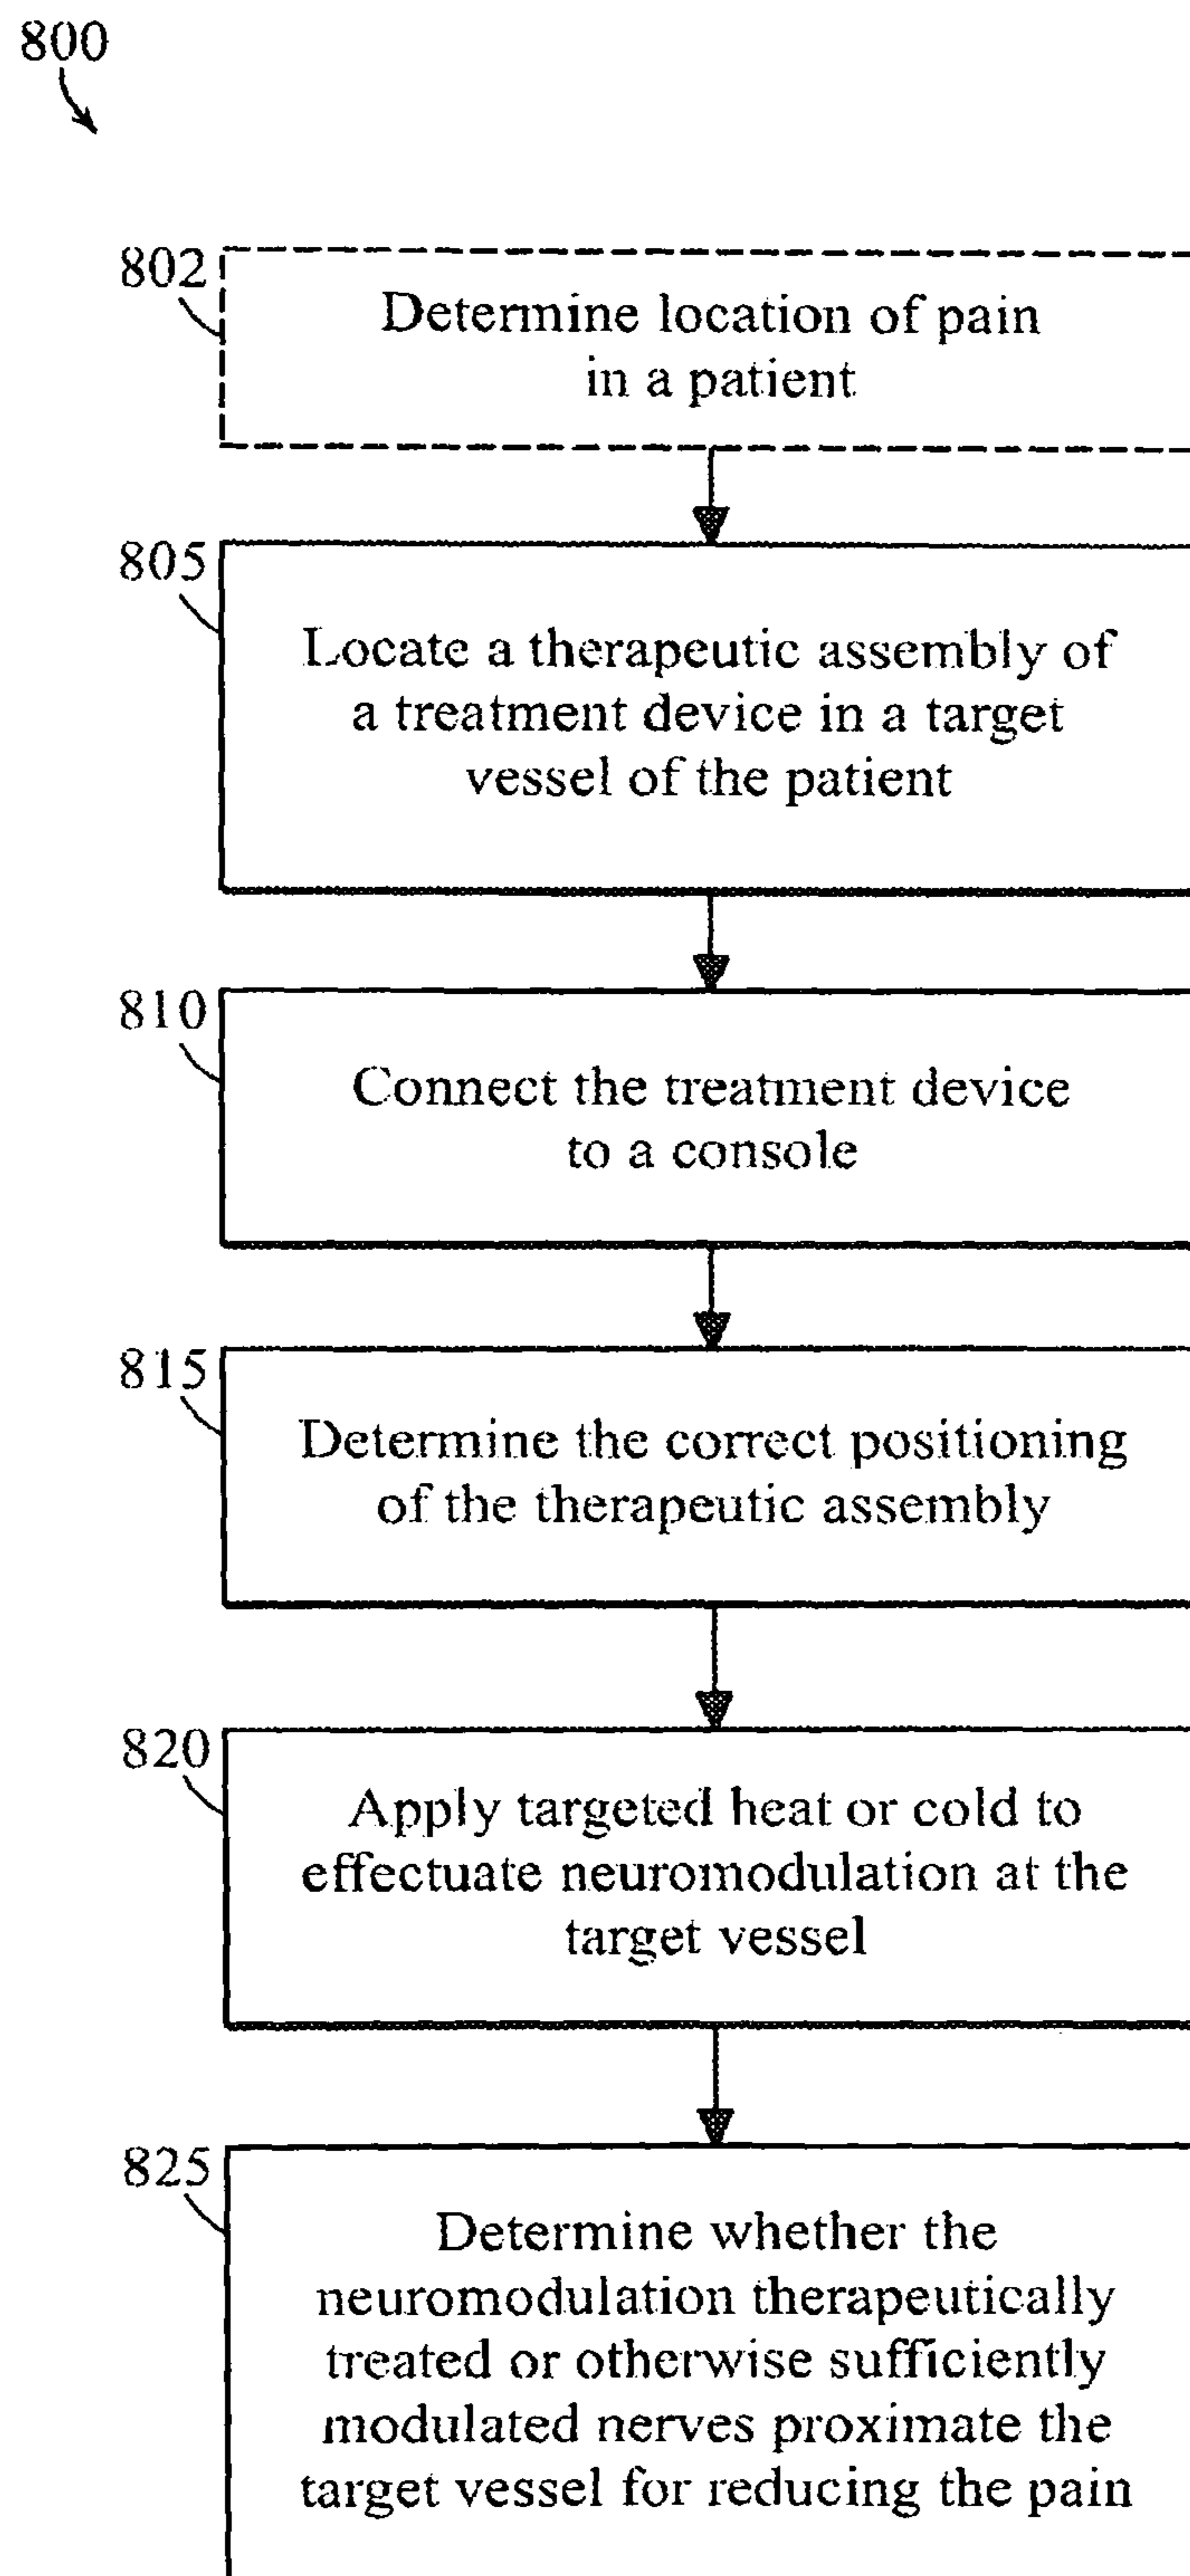 800
802
Determine location of pain
in a patient
805
Locate a therapeutic assembly of
a treatment device in a target
vessel of the patient
810
Connect the treatment device
to a console
815
Determine the correct positioning
of the therapeutic assembly
820
Apply targeted heat or cold to
effectuate neuromodulation at the
target vessel
825
Determine whether the
neuromodulation therapeutically
treated or otherwise sufficiently
modulated nerves proximate the
target vessel for reducing the pain